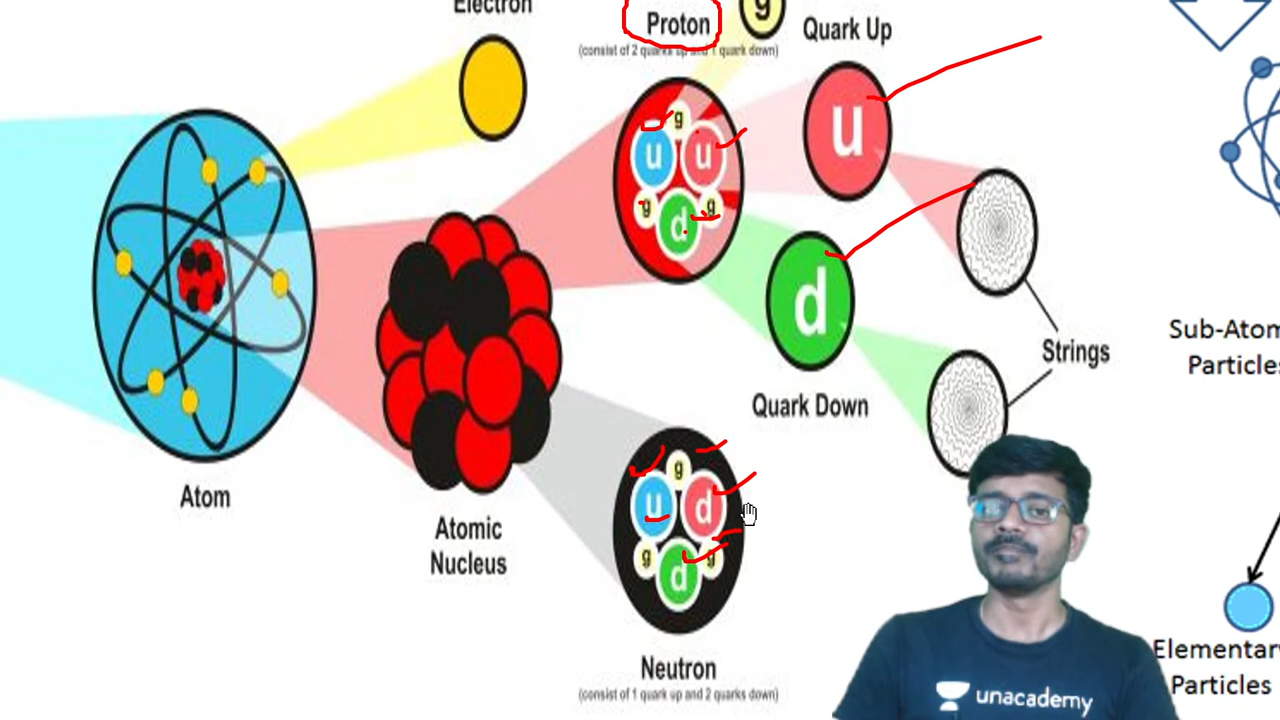 Electron
Proton
(consist of 2 quarks up and 1 quark down)
g
Quark Up
g
u
u
g
g
d
u
d
Strings
Quark Down
Atom
Atomic
Nucleus
g
u
d
g
g
d
Neutron
(consist of 1 quark up and 2 quarks down)
Sub-Atom
Particles
Elementary
Particles
unacademy